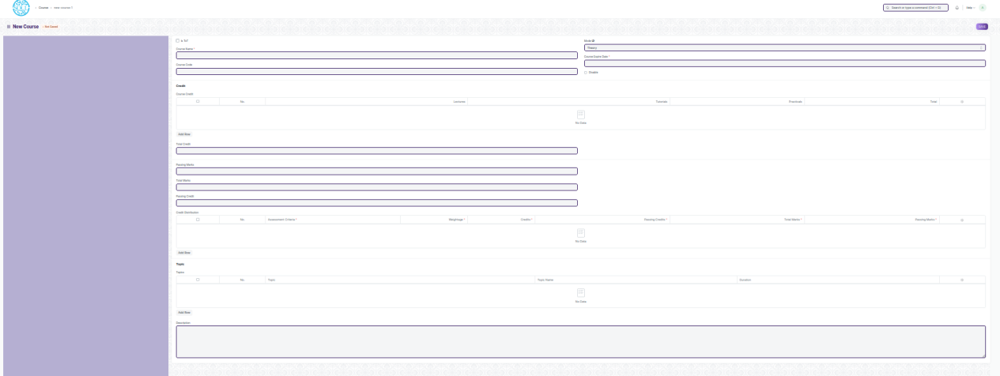 Course
new-course-1
Search or type a command (Ctrl + G)
Help
New Course
Not Saved
SAVE
Course Name *
Course Code
Mode
Theory
Course Expire Date *
Disable
Credit
Course Credit
No.
Lectures
Tutorials
Practicals
Total
No Data
Add Row
Total Credit
Passing Marks
Total Marks
Passing Credit
Credit Distribution
No.
Assessment Criteria *
Weightage *
Credits *
Passing Credits *
Total Marks *
Passing Marks *
No Data
Add Row
Topic
Topics
No.
Topic
Topic Name
Duration
No Data
Add Row
Description